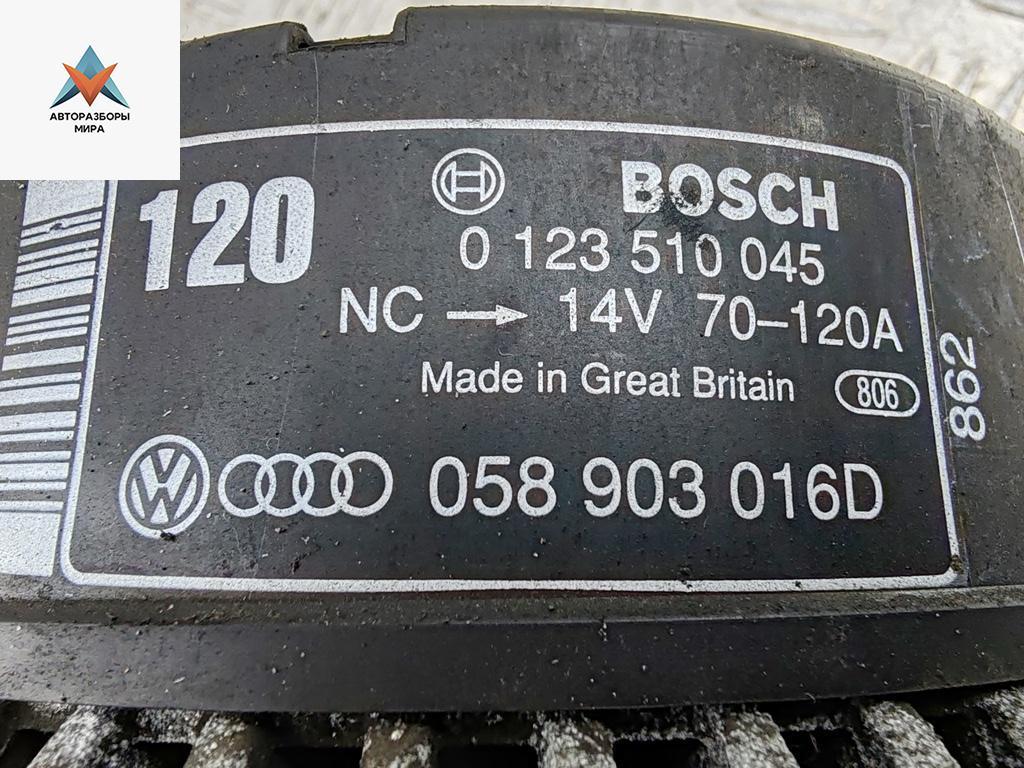 АВТОРАЗБОРЫ
МИРА
120
BOSCH
0 123 510 045
NC → 14V 70–120A
Made in Great Britain 806
862
058 903 016D